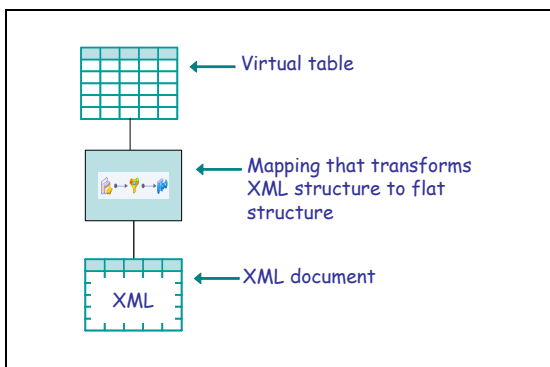 Virtual table
Mapping that transforms
XML structure to flat
structure
XML document
XML